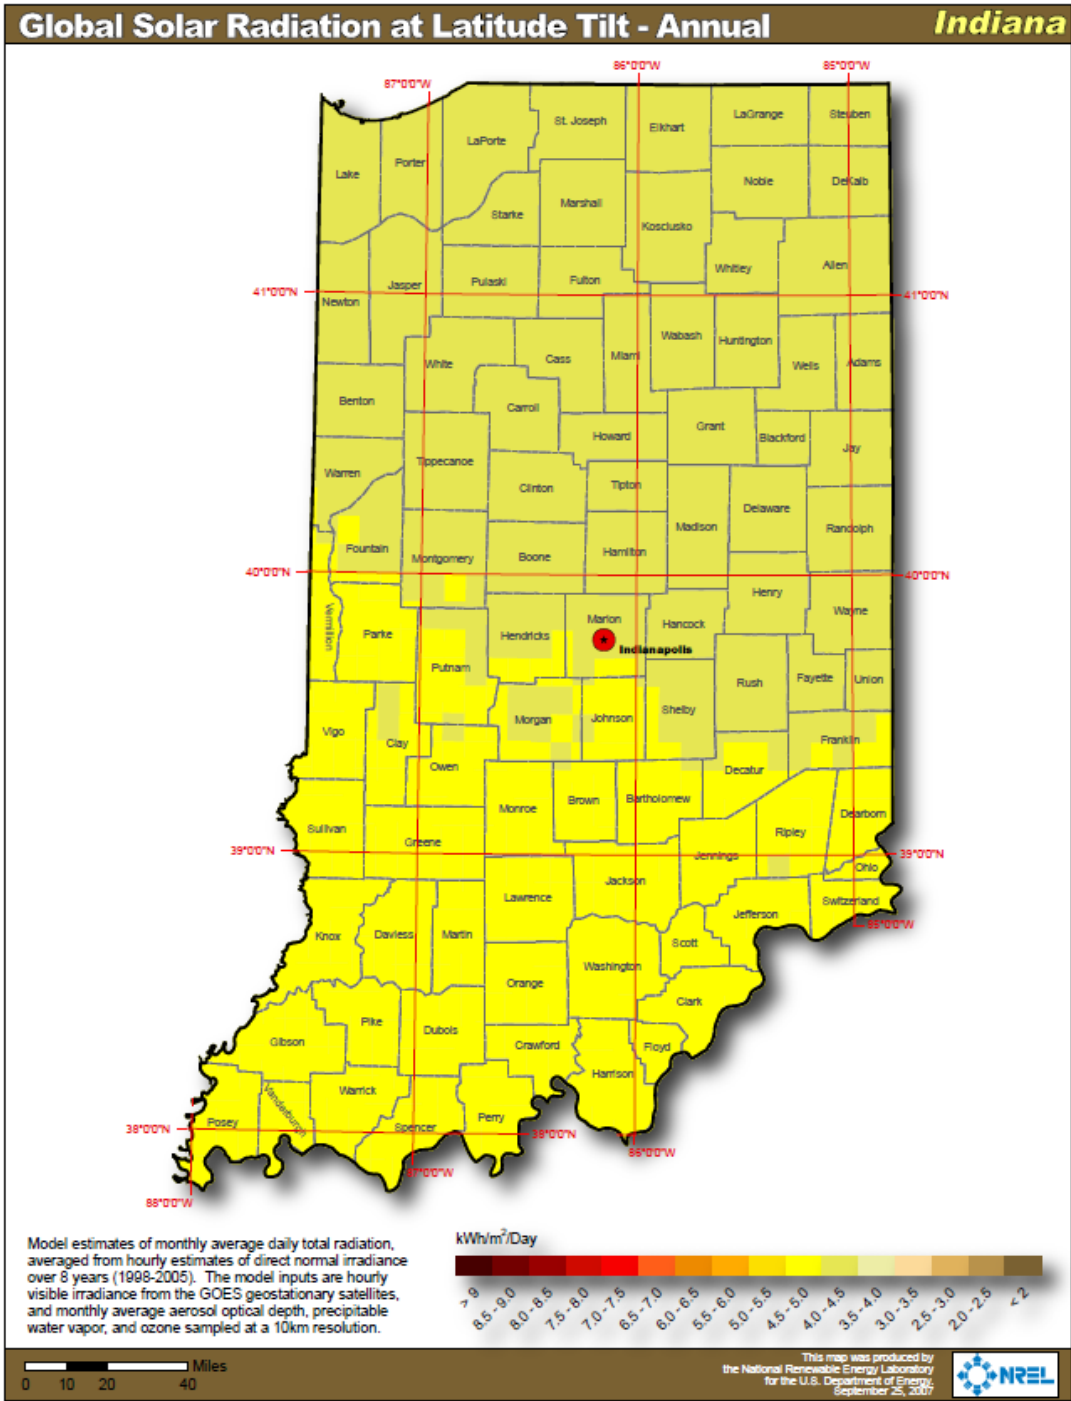 Global Solar Radiation at Latitude Tilt - Annual
Indiana
87°0'0"W
86°0'0"W
85°0'0"W
Lake
Porter
LaPorte
St. Joseph
Elkhart
LaGrange
Steuben
Noble
DeKalb
Starke
Marshall
Kosciusko
Whitley
Allen
Newton
Jasper
Pulaski
Fulton
41°0'0"N
41°0'0"N
Wabash
Huntington
White
Cass
Miami
Wells
Adams
Benton
Carroll
Howard
Grant
Blackford
Jay
Warren
Tippecanoe
Clinton
Tipton
Madison
Delaware
Randolph
Fountain
Montgomery
Boone
Hamilton
40°0'0"N
40°0'0"N
Henry
Wayne
Vermillion
Parke
Hendricks
Marion
Hancock
Indianapolis
Putnam
Rush
Fayette
Union
Vigo
Clay
Morgan
Johnson
Shelby
Franklin
Owen
Decatur
Sullivan
Greene
Monroe
Brown
Bartholomew
Ripley
Dearborn
39°0'0"N
39°0'0"N
Jennings
Ohio
Lawrence
Jackson
Switzerland
Jefferson
85°0'0"W
Knox
Daviess
Martin
Scott
Washington
Orange
Clark
Gibson
Pike
Dubois
Crawford
Floyd
Harrison
Posey
Vanderburgh
Warrick
Spencer
Perry
38°0'0"N
38°0'0"N
86°0'0"W
87°0'0"W
88°0'0"W
Model estimates of monthly average daily total radiation,
averaged from hourly estimates of direct normal irradiance
over 8 years (1998-2005). The model inputs are hourly
visible irradiance from the GOES geostationary satellites,
and monthly average aerosol optical depth, precipitable
water vapor, and ozone sampled at a 10km resolution.
kWh/m²/Day
> 9
8.5 - 9.0
8.0 - 8.5
7.5 - 8.0
7.0 - 7.5
6.5 - 7.0
6.0 - 6.5
5.5 - 6.0
5.0 - 5.5
4.5 - 5.0
4.0 - 4.5
3.5 - 4.0
3.0 - 3.5
2.5 - 3.0
2.0 - 2.5
< 2
Miles
0 10 20 40
This map was produced by
the National Renewable Energy Laboratory
for the U.S. Department of Energy.
September 25, 2007
NREL